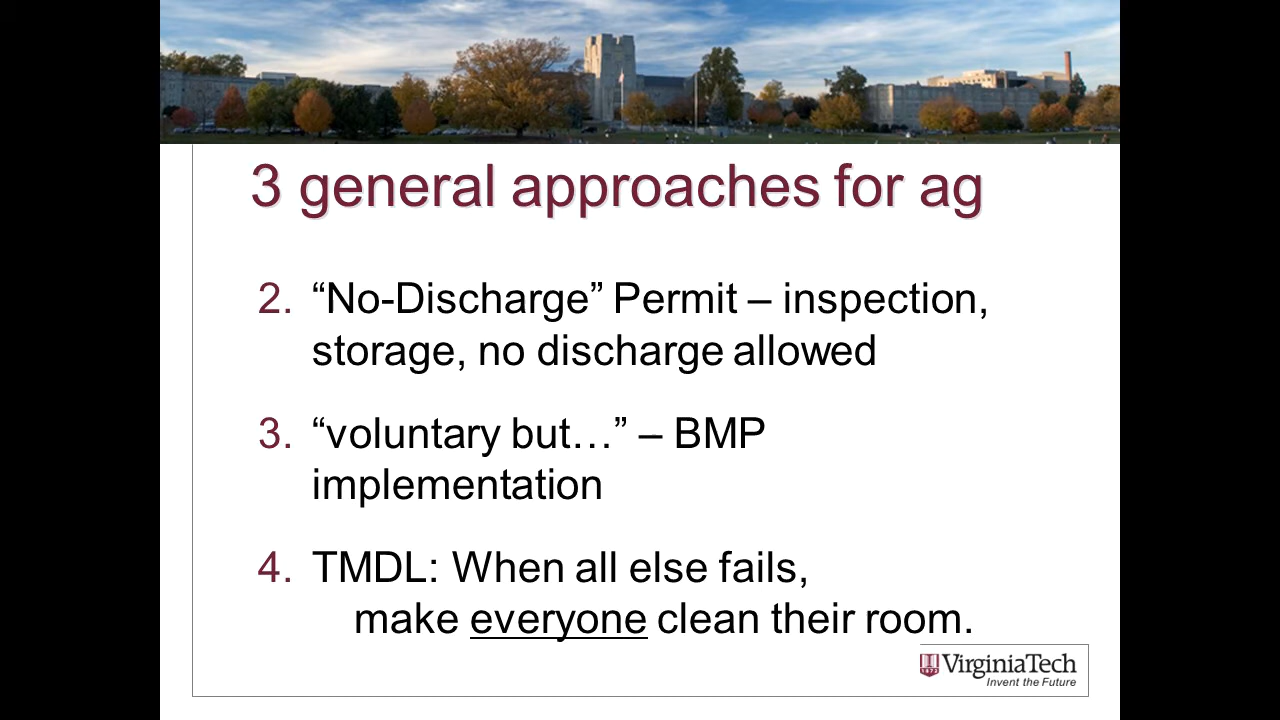 3 general approaches for ag
2. “No-Discharge” Permit – inspection,
storage, no discharge allowed
3. “voluntary but…” – BMP
implementation
4. TMDL: When all else fails,
make everyone clean their room.
1872
VirginiaTech
Invent the Future